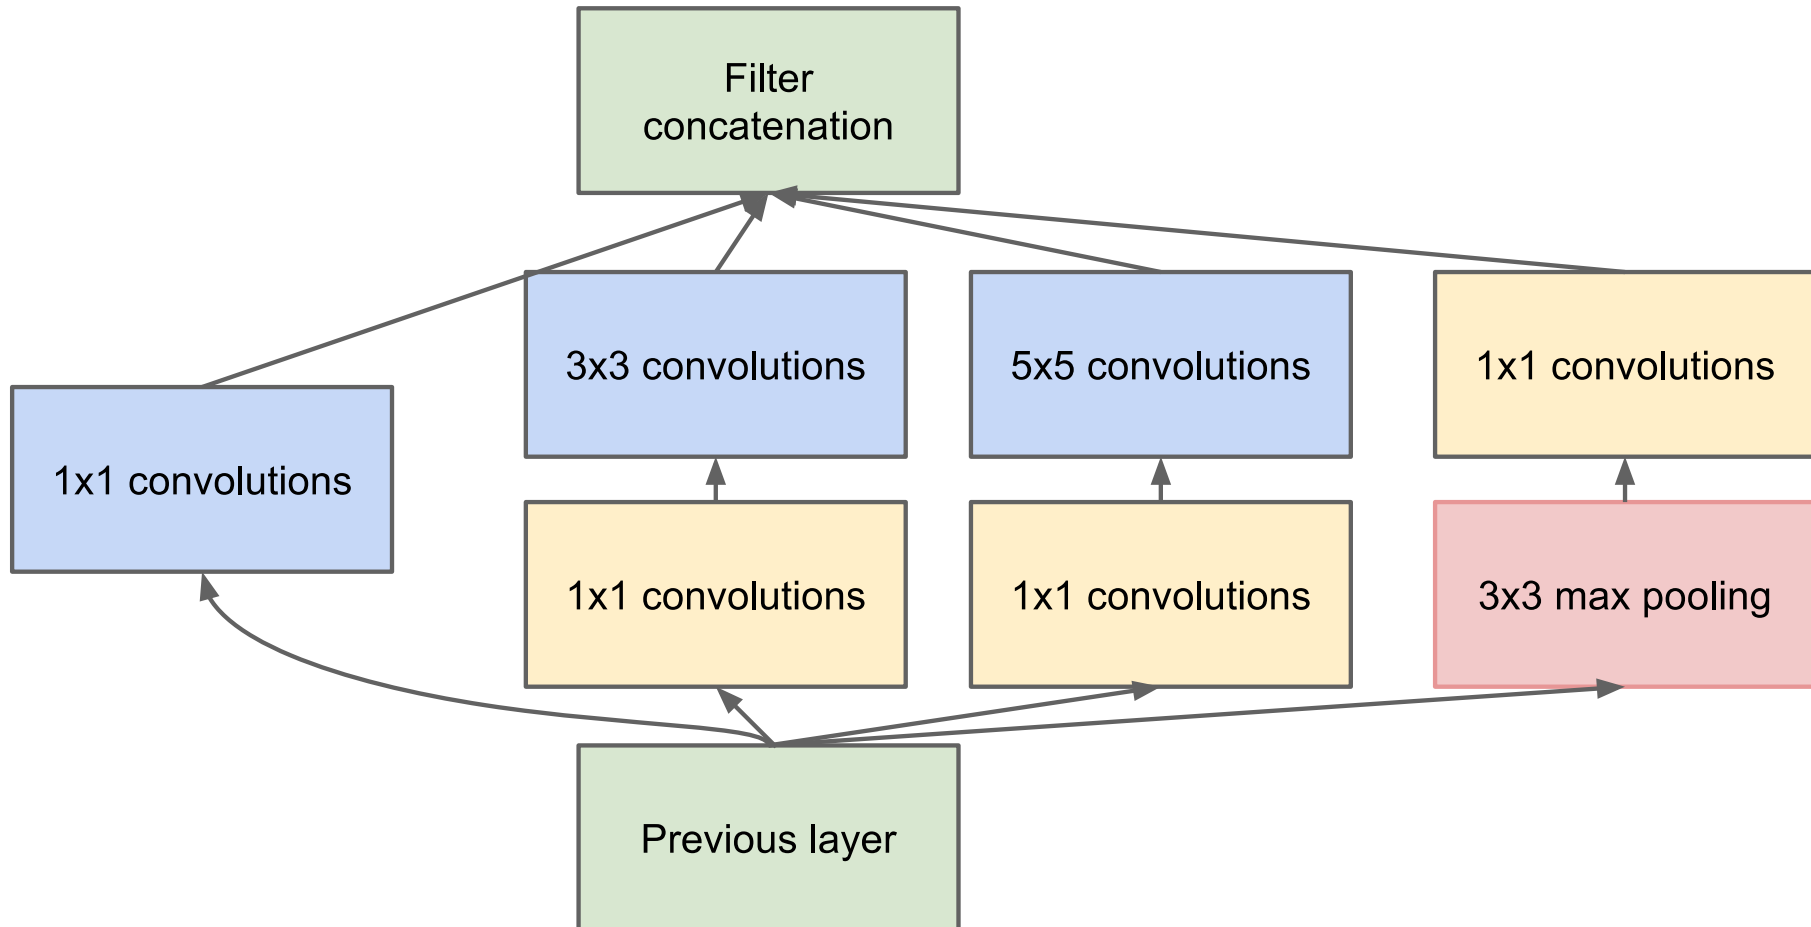 Filter
concatenation
3x3 convolutions
5x5 convolutions
1x1 convolutions
1x1 convolutions
1x1 convolutions
1x1 convolutions
3x3 max pooling
Previous layer